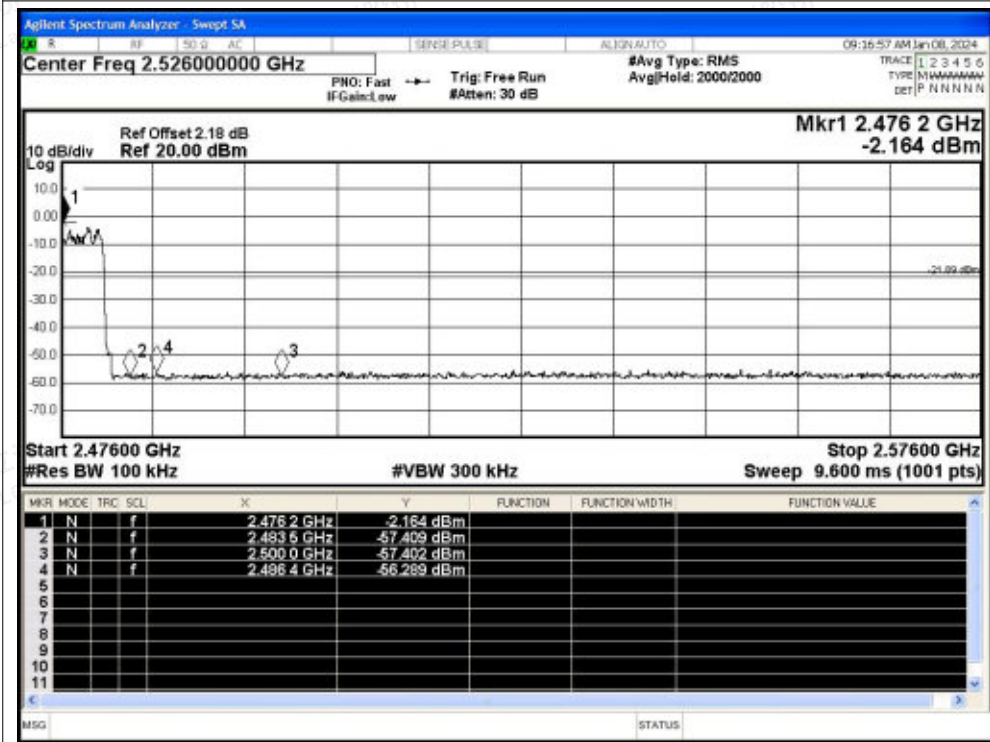 Agilent Spectrum Analyzer - Swept SA
R RF 50 Ω AC SENSE:PULSE ALIGN AUTO 09:16:57 AM Jan 08, 2024
Center Freq 2.526000000 GHz #Avg Type: RMS TRACE 1 2 3 4 5 6
PNO: Fast Trig: Free Run Avg|Hold: 2000/2000 TYPE M
IFGain:Low #Atten: 30 dB DET P N N N N N
Mkr1 2.476 2 GHz
Ref Offset 2.18 dB
10 dB/div Ref 20.00 dBm -2.164 dBm
Log
10.0
1
0.00
-10.0
-20.0
-21.89 dBm
-30.0
-40.0
2 4 3
-50.0
-60.0
-70.0
Start 2.47600 GHz Stop 2.57600 GHz
#Res BW 100 kHz #VBW 300 kHz Sweep 9.600 ms (1001 pts)
MKR MODE TRC SCL X Y FUNCTION FUNCTION WIDTH FUNCTION VALUE
1 N f 2.476 2 GHz -2.164 dBm
2 N f 2.483 5 GHz -57.409 dBm
3 N f 2.500 0 GHz -57.402 dBm
4 N f 2.486 4 GHz -56.289 dBm
5
6
7
8
9
10
11
MSG STATUS